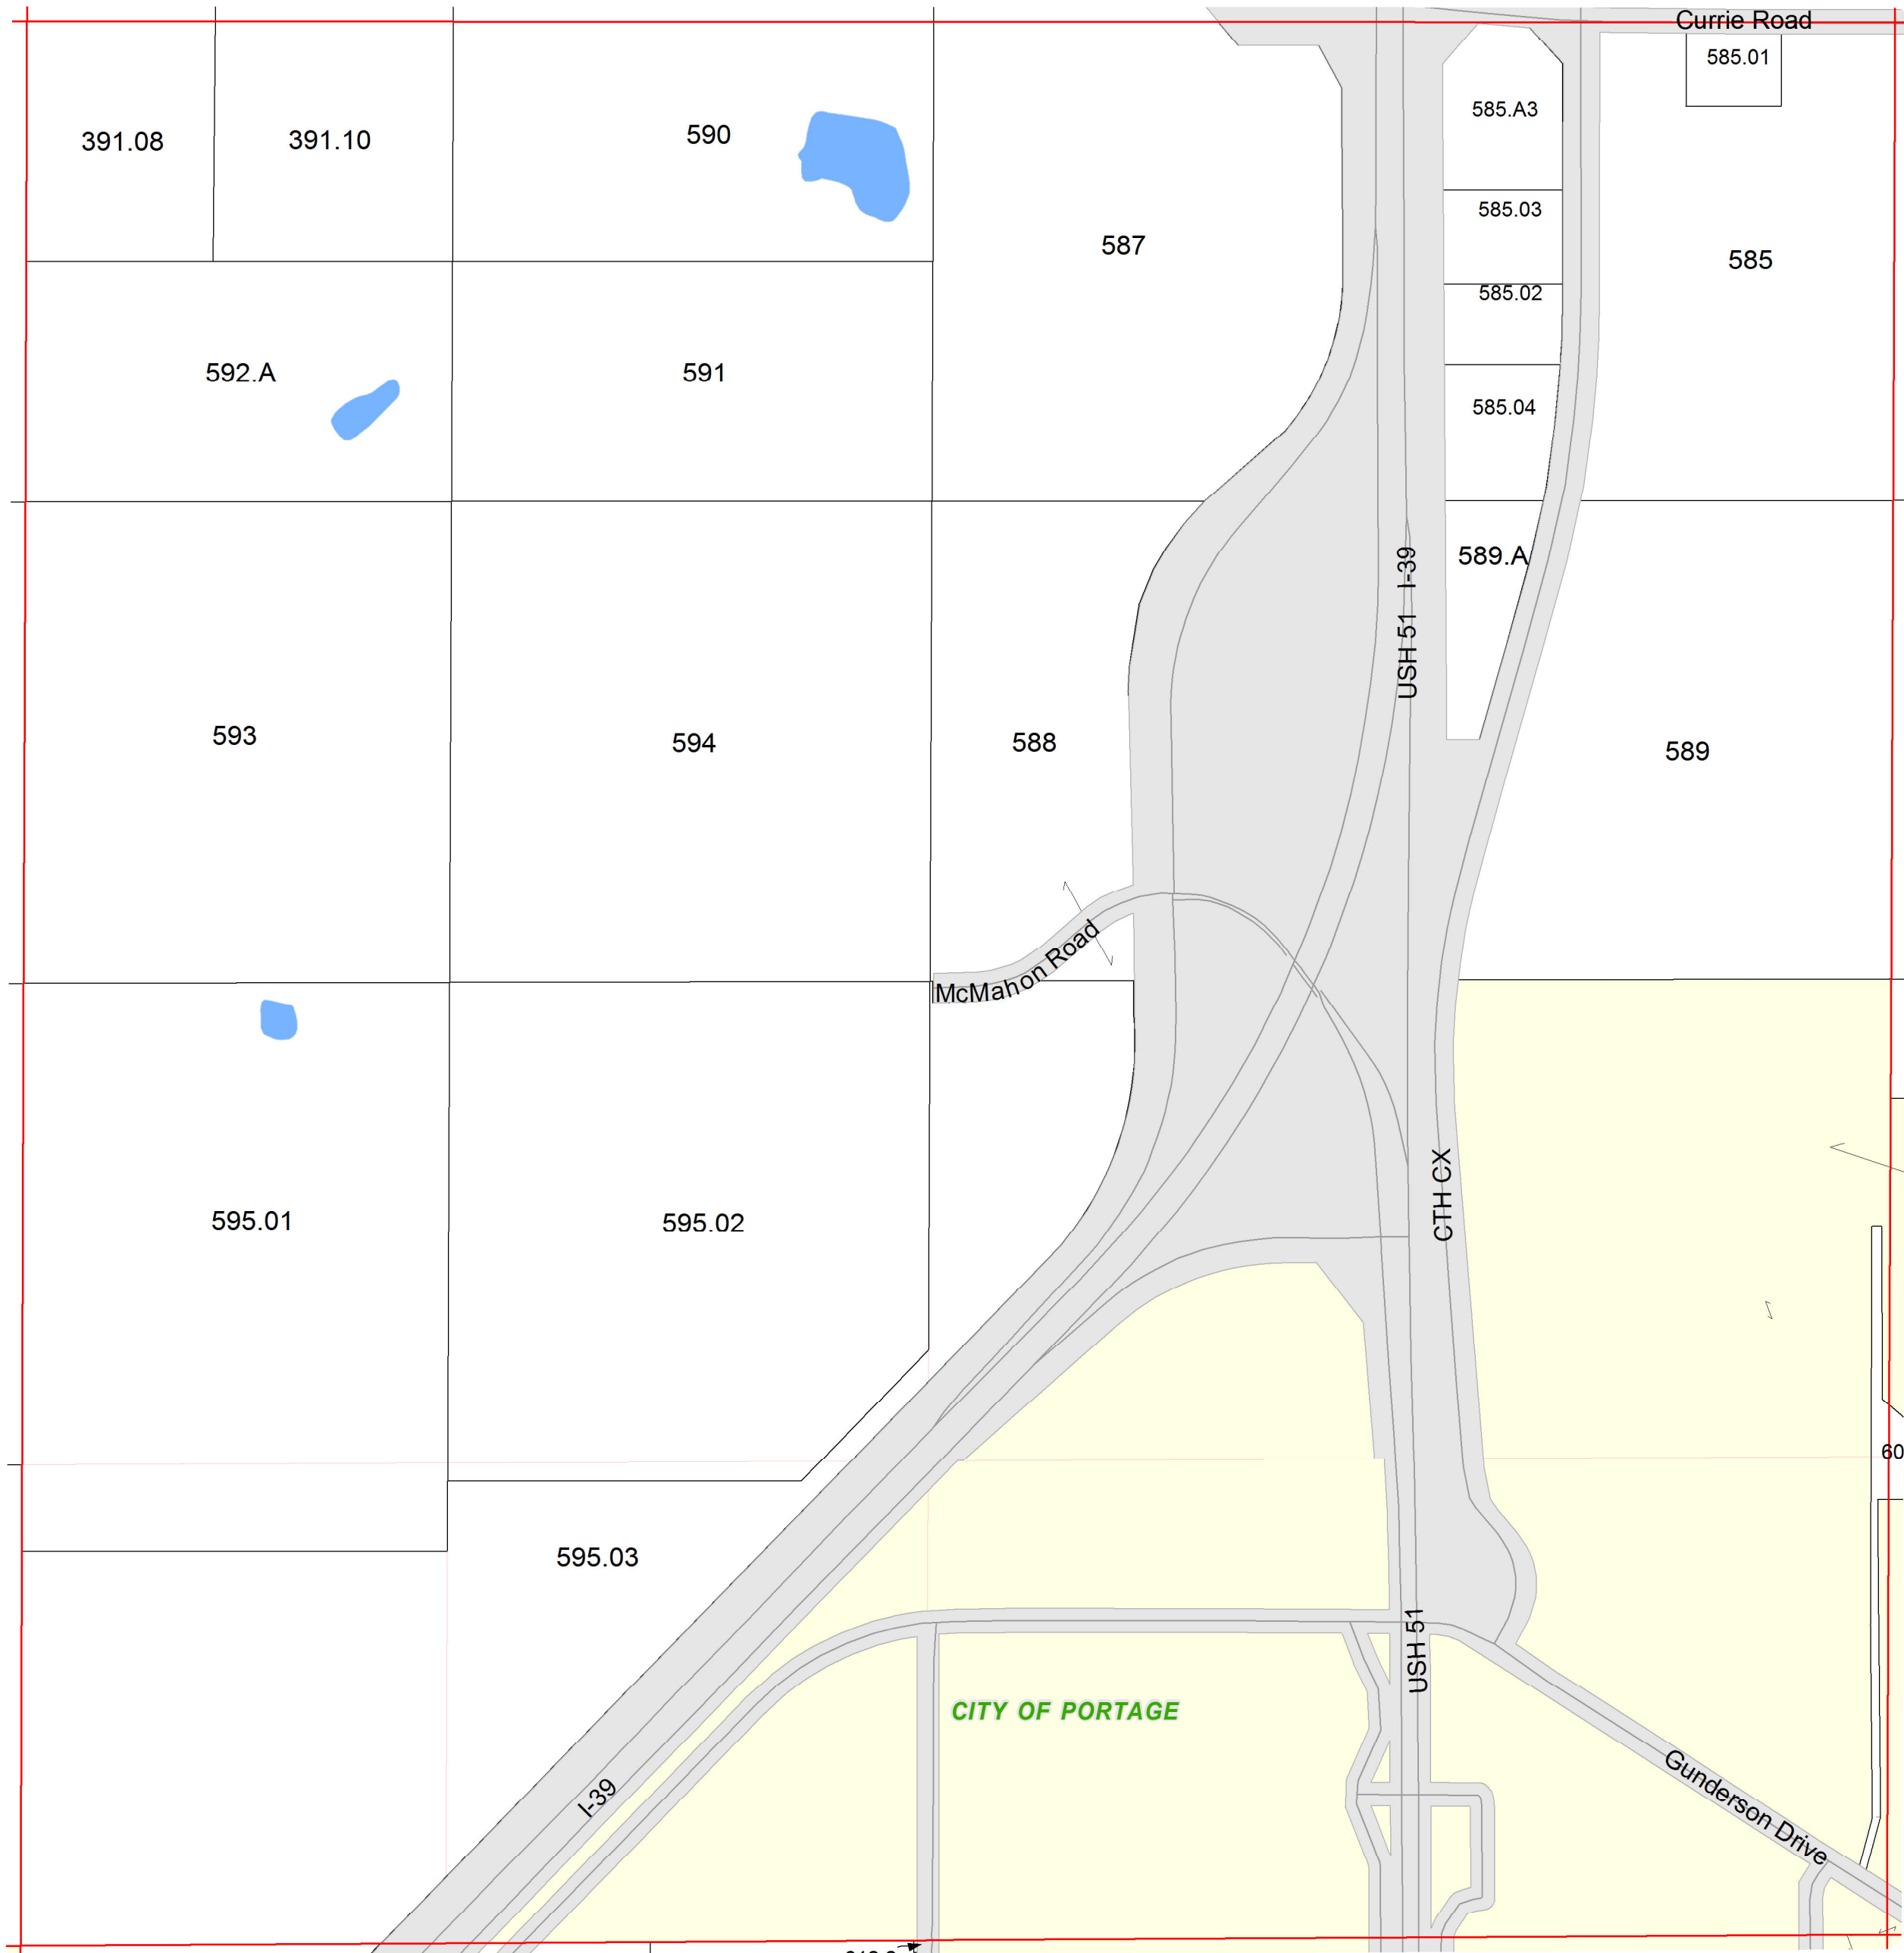 Currie Road
585.01
391.08
391.10
590
585.A3
585.03
587
585
585.02
592.A
591
585.04
589.A
USH 51 I-39
593
594
588
589
McMahon Road
595.01
595.02
CTH CX
60
595.03
USH 51
CITY OF PORTAGE
I-39
Gunderson Drive